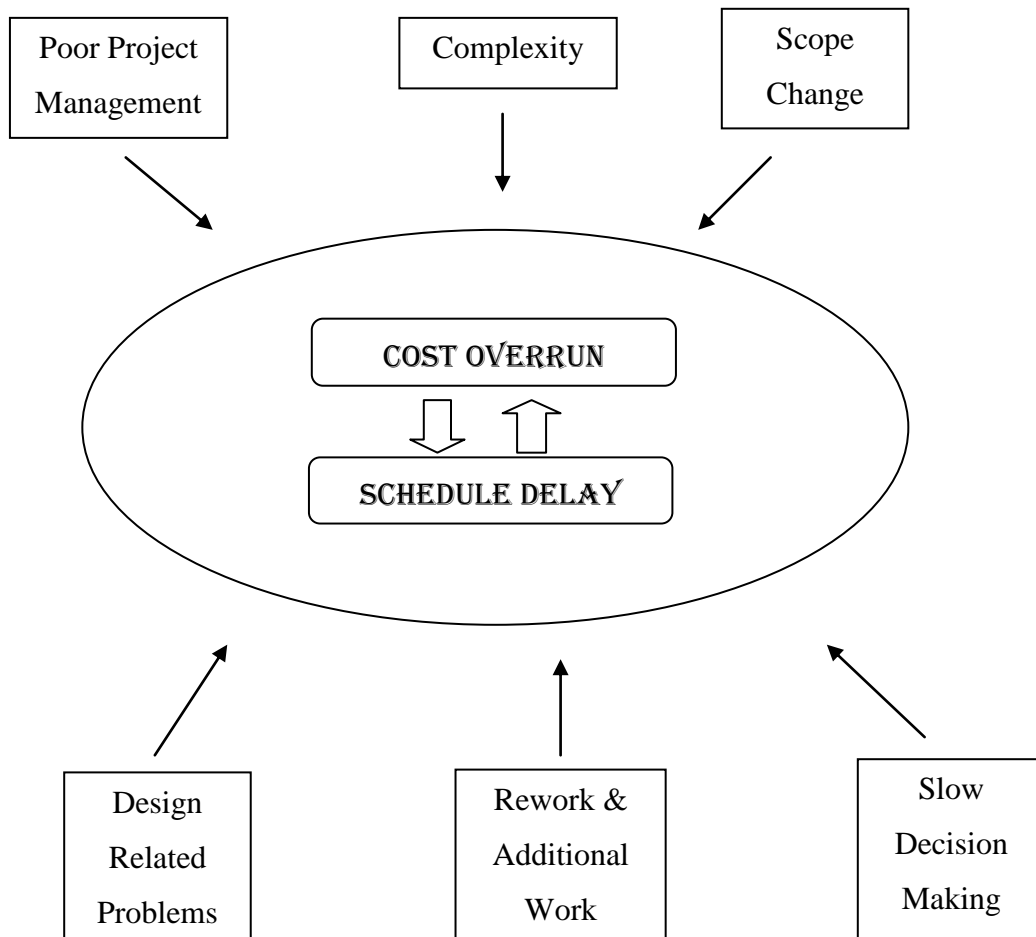 Poor Project
Management
Complexity
Scope
Change
COST OVERRUN
SCHEDULE DELAY
Design
Related
Problems
Rework &
Additional
Work
Slow
Decision
Making